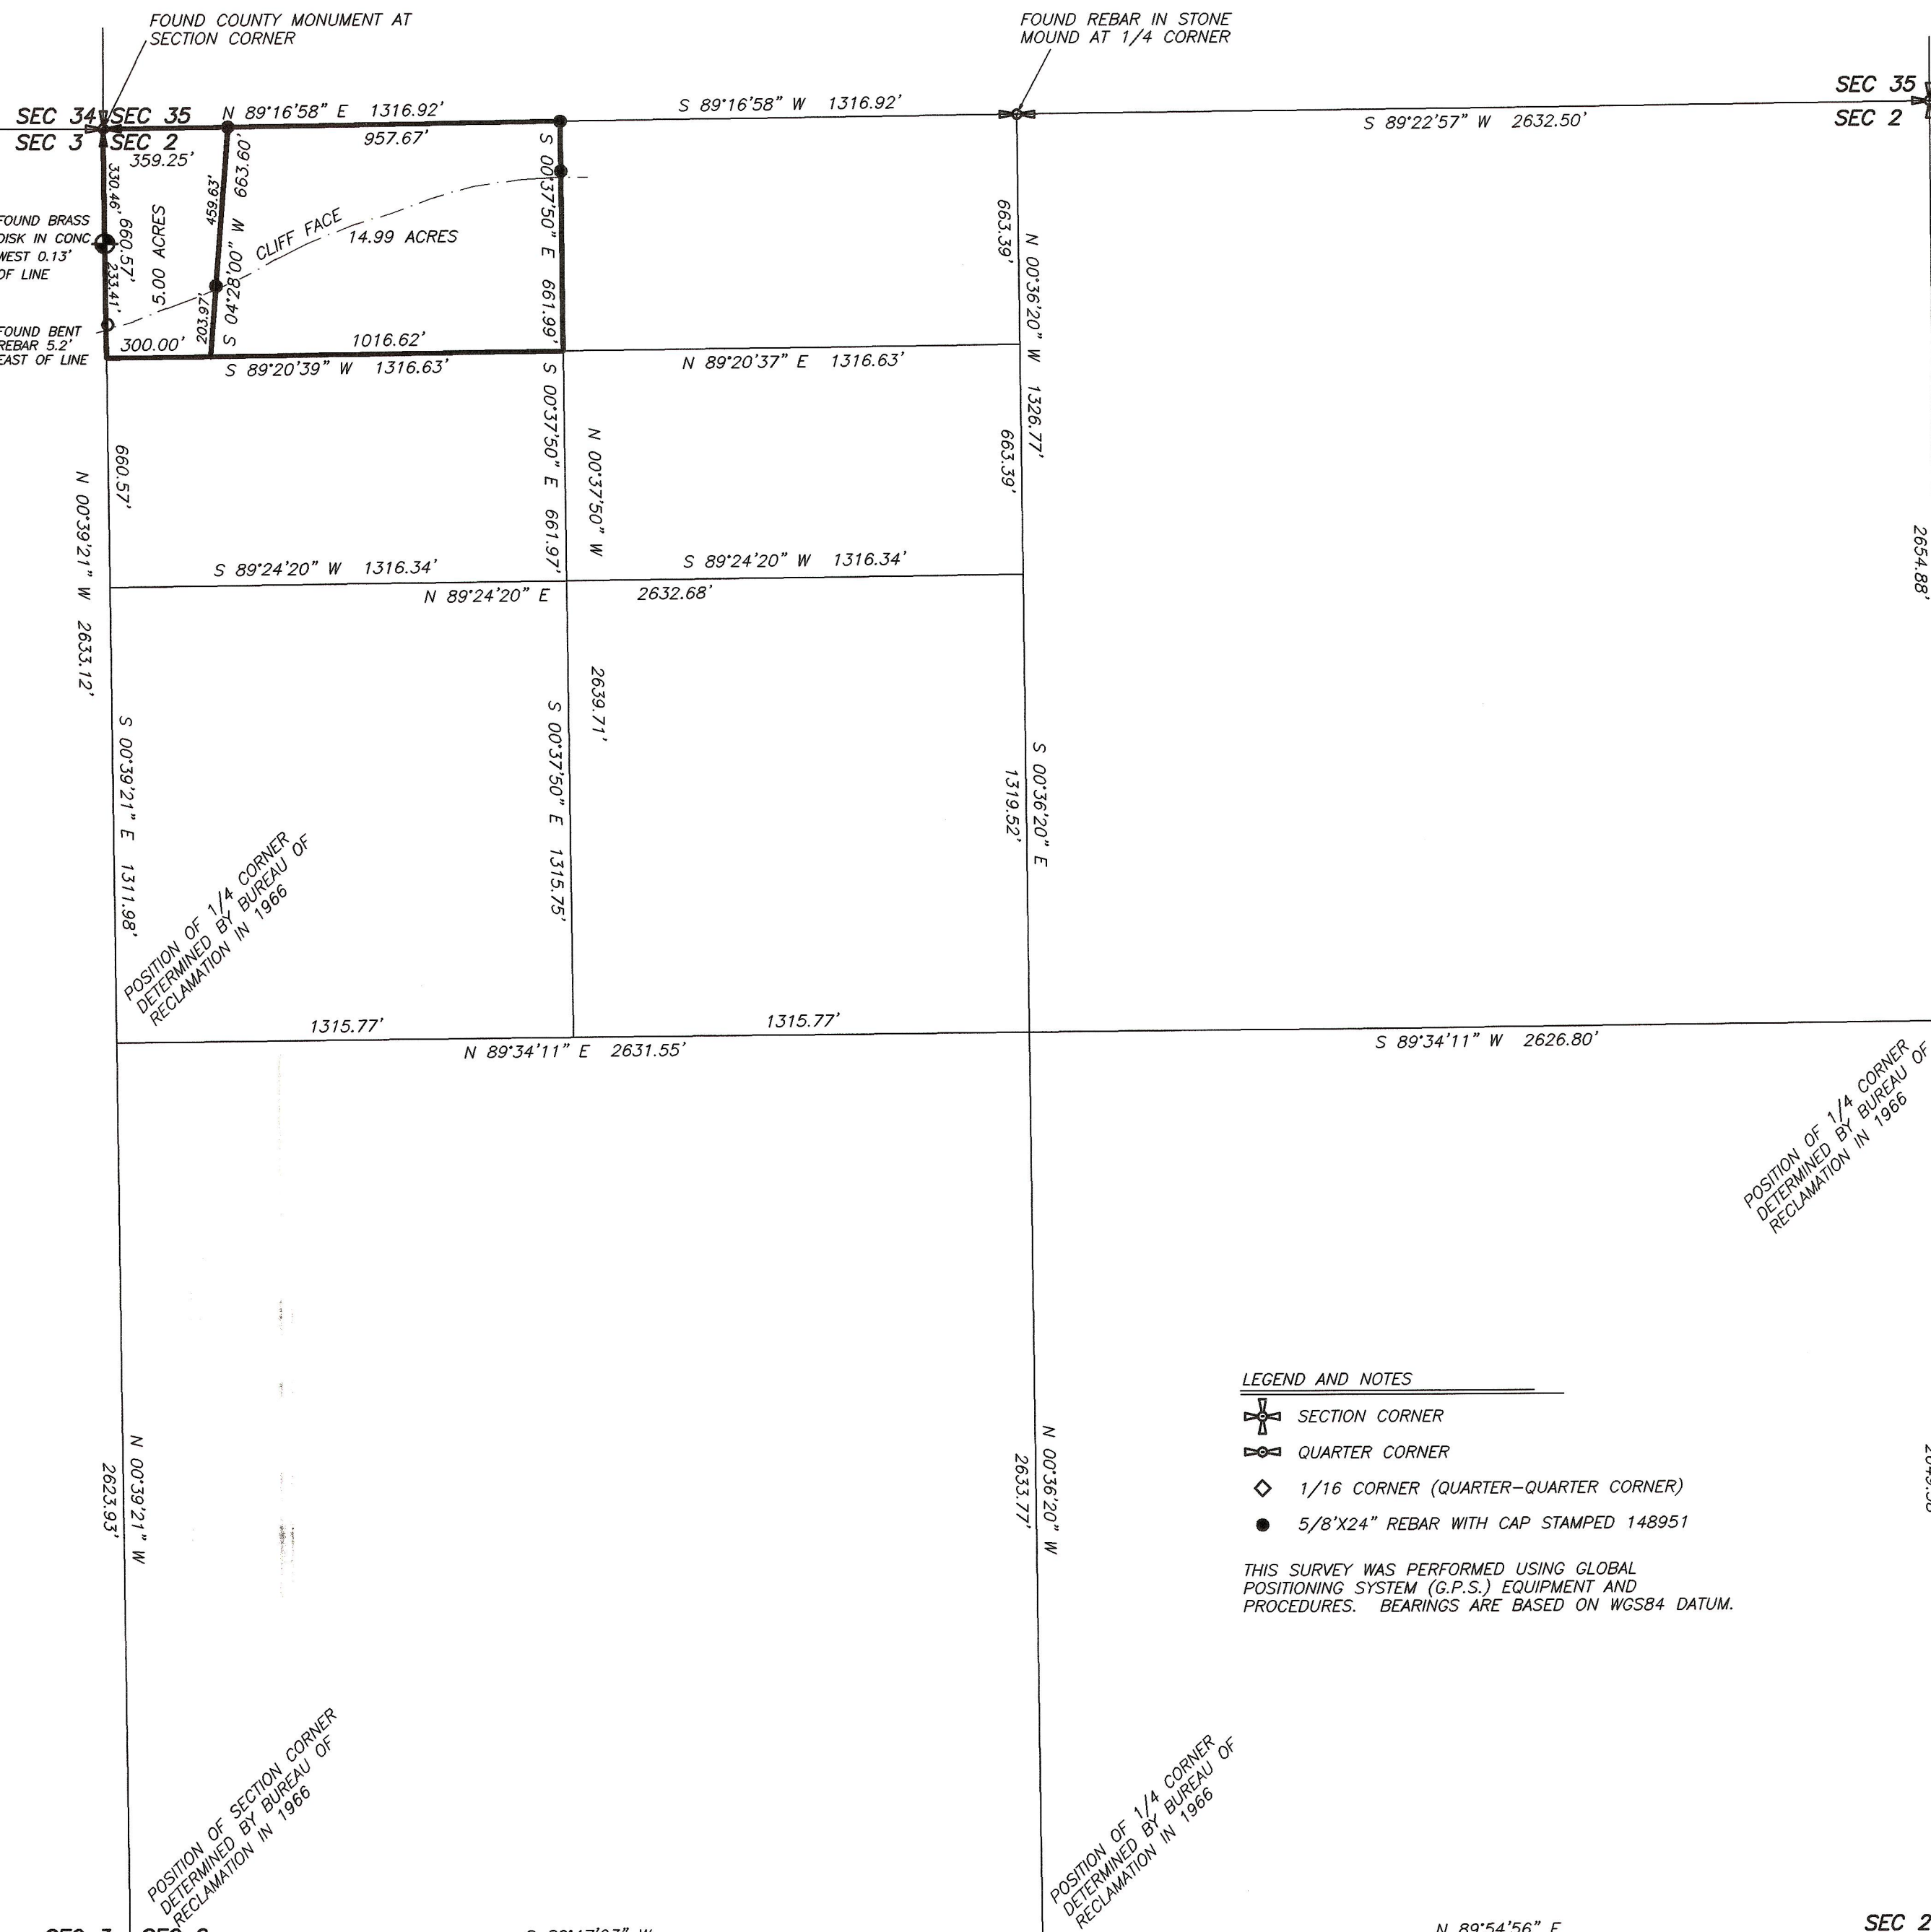 FOUND COUNTY MONUMENT AT
SECTION CORNER
FOUND REBAR IN STONE
MOUND AT 1/4 CORNER
SEC 34
SEC 35
N 89°16'58" E 1316.92'
S 89°16'58" W 1316.92'
SEC 35
SEC 3
SEC 2
957.67'
S 89°22'57" W 2632.50'
SEC 2
359.25'
330.46'
660.57'
233.41'
5.00 ACRES
459.63'
203.97'
S 04°28'00" W 663.60'
CLIFF FACE
14.99 ACRES
S 00°37'50" E 661.99'
FOUND BRASS
DISK IN CONC
WEST 0.13'
OF LINE
FOUND BENT
REBAR 5.2'
EAST OF LINE
300.00'
1016.62'
S 89°20'39" W 1316.63'
N 89°20'37" E 1316.63'
663.39'
N 00°36'20" W 1326.77'
663.39'
660.57'
N 00°39'21" W 2633.12'
S 00°37'50" E 661.97'
N 00°37'50" W
2639.71'
2654.88'
S 89°24'20" W 1316.34'
S 89°24'20" W 1316.34'
N 89°24'20" E
2632.68'
S 00°39'21" E 1311.98'
S 00°37'50" E 1315.75'
1319.52'
S 00°36'20" E
POSITION OF 1/4 CORNER
DETERMINED BY BUREAU OF
RECLAMATION IN 1966
1315.77'
1315.77'
N 89°34'11" E 2631.55'
S 89°34'11" W 2626.80'
POSITION OF 1/4 CORNER
DETERMINED BY BUREAU OF
RECLAMATION IN 1966
N 00°39'21" W
2623.93'
N 00°36'20" W
2633.77'
LEGEND AND NOTES
SECTION CORNER
QUARTER CORNER
1/16 CORNER (QUARTER-QUARTER CORNER)
5/8'X24" REBAR WITH CAP STAMPED 148951
THIS SURVEY WAS PERFORMED USING GLOBAL
POSITIONING SYSTEM (G.P.S.) EQUIPMENT AND
PROCEDURES. BEARINGS ARE BASED ON WGS84 DATUM.
POSITION OF SECTION CORNER
DETERMINED BY BUREAU OF
RECLAMATION IN 1966
POSITION OF 1/4 CORNER
DETERMINED BY BUREAU OF
RECLAMATION IN 1966
N 89°54'56" E
SEC 2